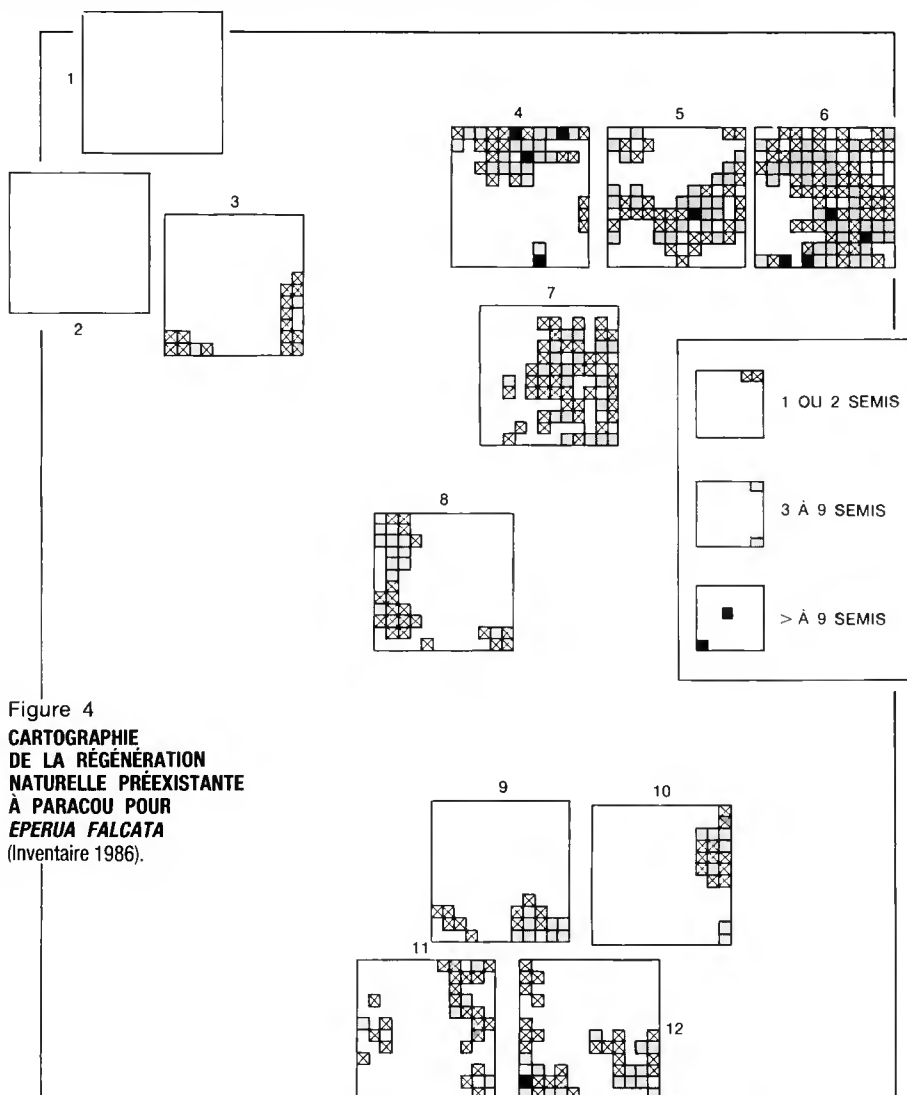 1
2
3
4
5
6
7
8
9
10
11
12
1 OU 2 SEMIS
3 À 9 SEMIS
> À 9 SEMIS
Figure 4
CARTOGRAPHIE
DE LA RÉGÉNÉRATION
NATURELLE PRÉEXISTANTE
À PARACOU POUR
EPERUA FALCATA
(Inventaire 1986).